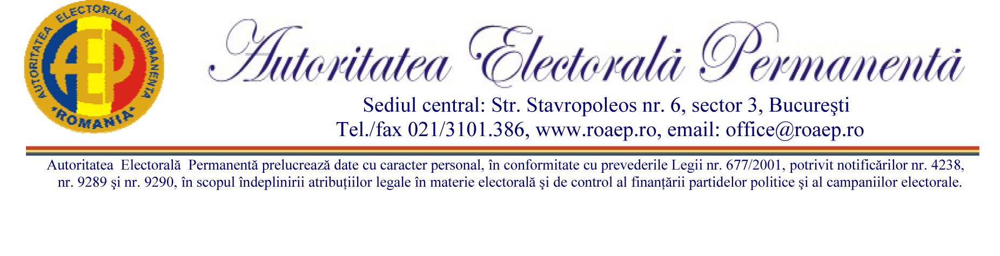 AUTORITATEA ELECTORALA PERMANENTA
AEP
*ROMANIA*
Autoritatea Electorală Permanentă
Sediul central: Str. Stavropoleos nr. 6, sector 3, Bucureşti
Tel./fax 021/3101.386, www.roaep.ro, email: office@roaep.ro
Autoritatea Electorală Permanentă prelucrează date cu caracter personal, în conformitate cu prevederile Legii nr. 677/2001, potrivit notificărilor nr. 4238,
nr. 9289 şi nr. 9290, în scopul îndeplinirii atribuțiilor legale în materie electorală şi de control al finanțării partidelor politice şi al campaniilor electorale.